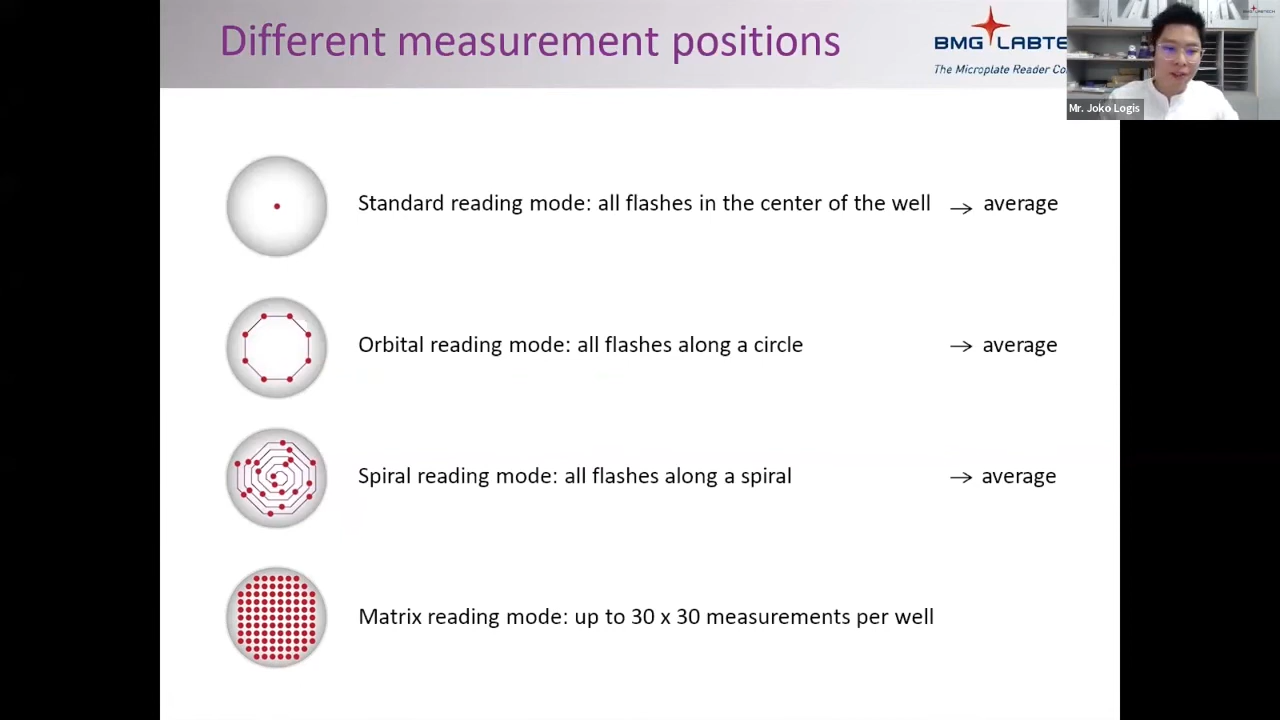 Different measurement positions
BMG LABTE
The Microplate Reader Co
Mr. Joko Logis
Standard reading mode: all flashes in the center of the well → average
Orbital reading mode: all flashes along a circle → average
Spiral reading mode: all flashes along a spiral → average
Matrix reading mode: up to 30 x 30 measurements per well